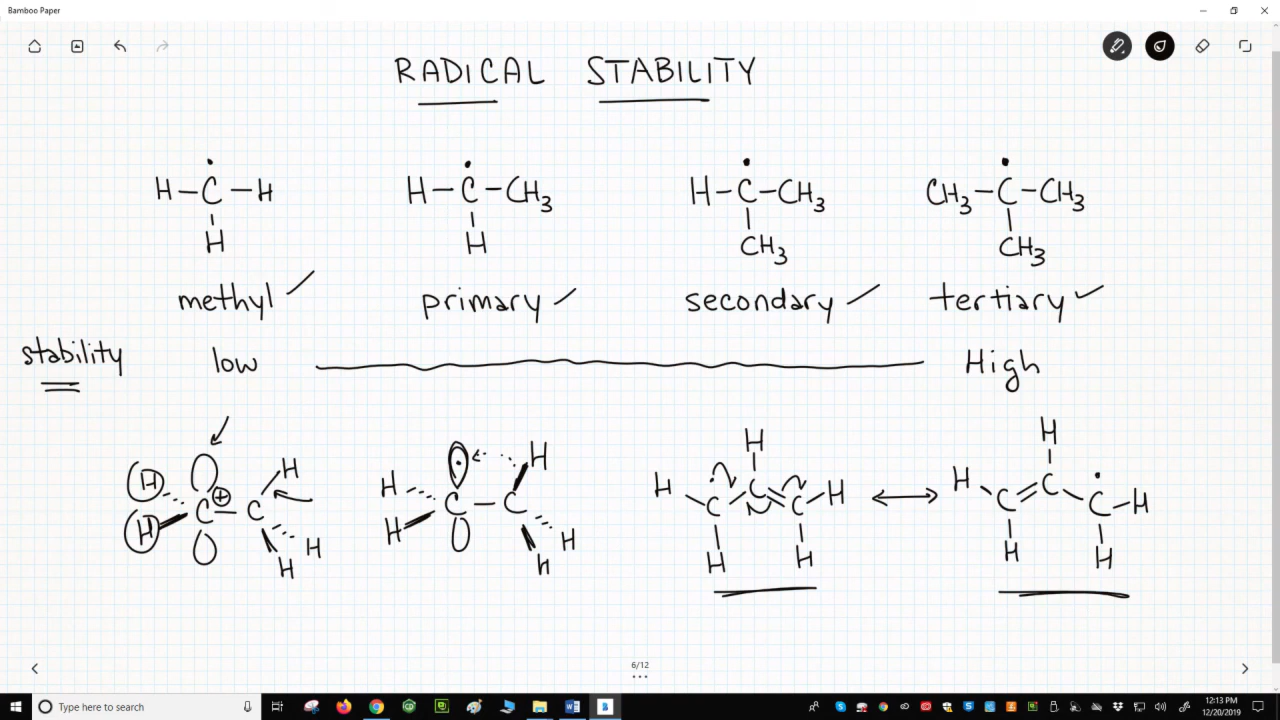 Bamboo Paper
RADICAL STABILITY
H-C-H H-C-CH3 H-C-CH3 CH3-C-CH3
H H CH3 CH3
methyl primary secondary tertiary
stability low High
H H
H H H H H
H C + C H C C H C C C H C C C H
H H H H H H H H H
6/12
Type here to search
12:13 PM
12/20/2019